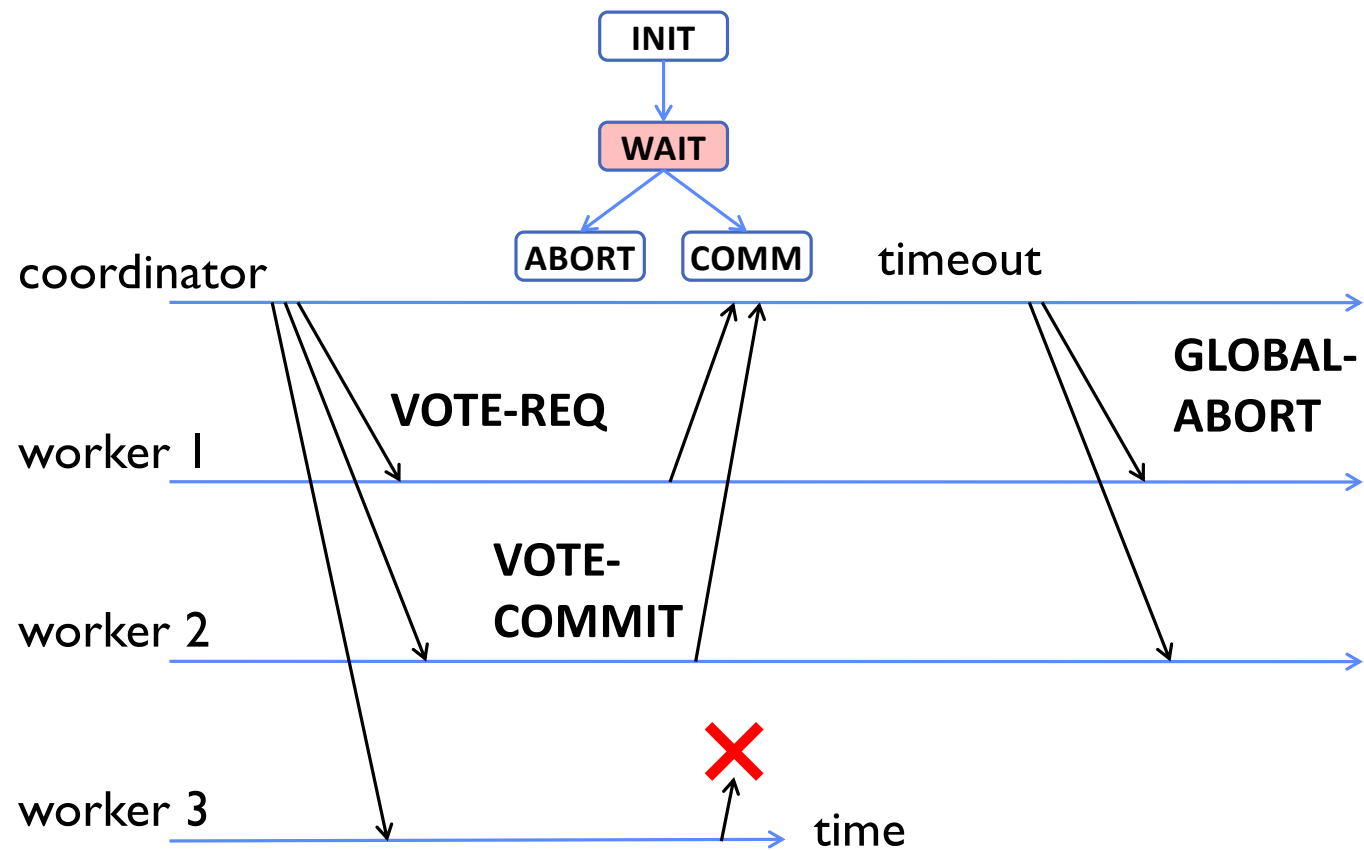 INIT
WAIT
ABORT
COMM
timeout
coordinator
GLOBAL-
ABORT
VOTE-REQ
worker 1
VOTE-
COMMIT
worker 2
worker 3
time